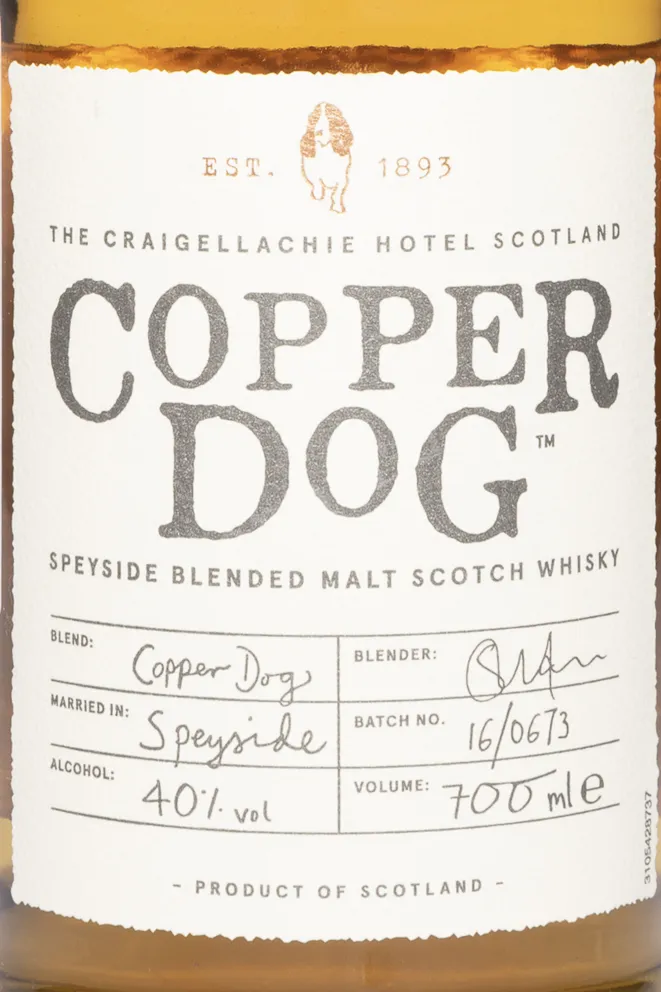 EST. 1893
THE CRAIGELLACHIE HOTEL SCOTLAND
COPPER
DOG™
SPEYSIDE BLENDED MALT SCOTCH WHISKY
BLEND: Copper Dog
BLENDER:
MARRIED IN: Speyside
BATCH NO. 16/0673
ALCOHOL: 40% vol
VOLUME: 700 ml e
- PRODUCT OF SCOTLAND -
3105428737